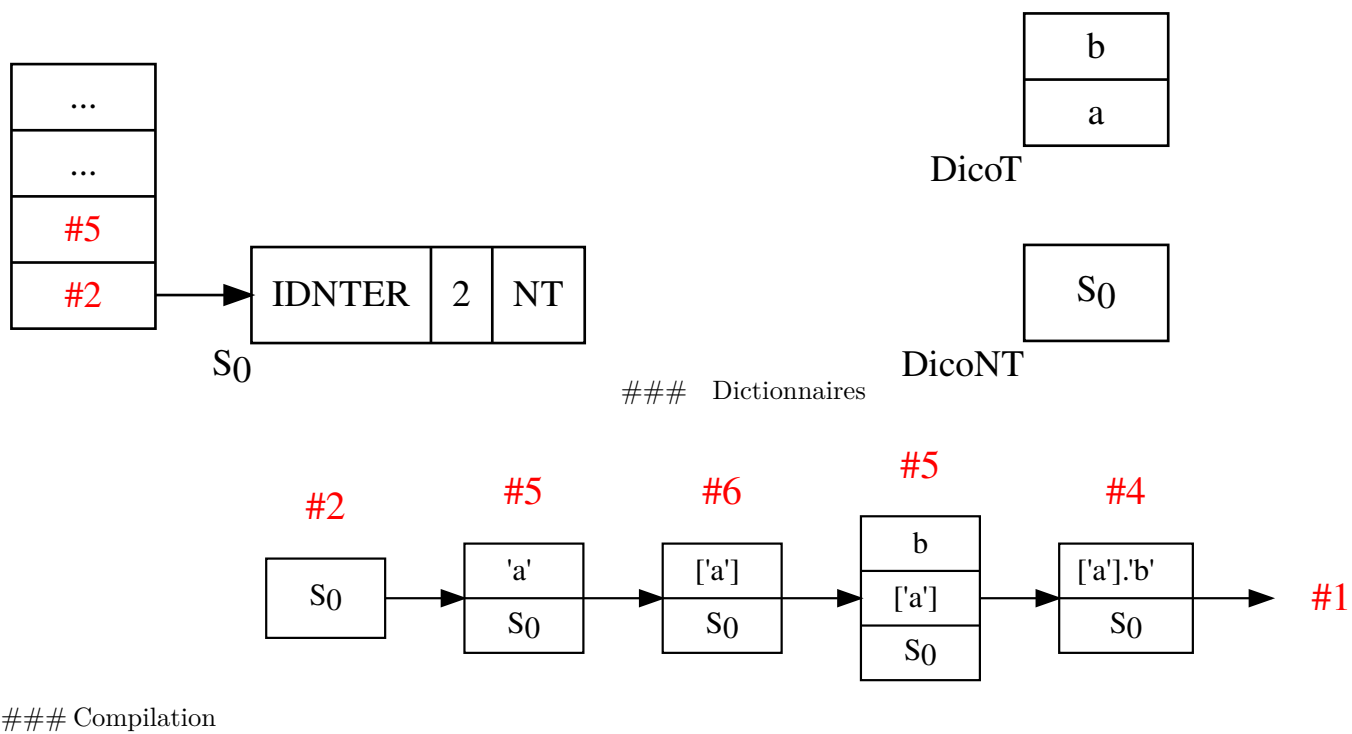 b
a
DicoT
...
...
#5
#2
IDNTER 2 NT
S0
S0
DicoNT
### Dictionnaires
#2 #5 #6 #5 #4
S0
'a'
S0
['a']
S0
b
['a']
S0
['a'].'b'
S0
#1
### Compilation